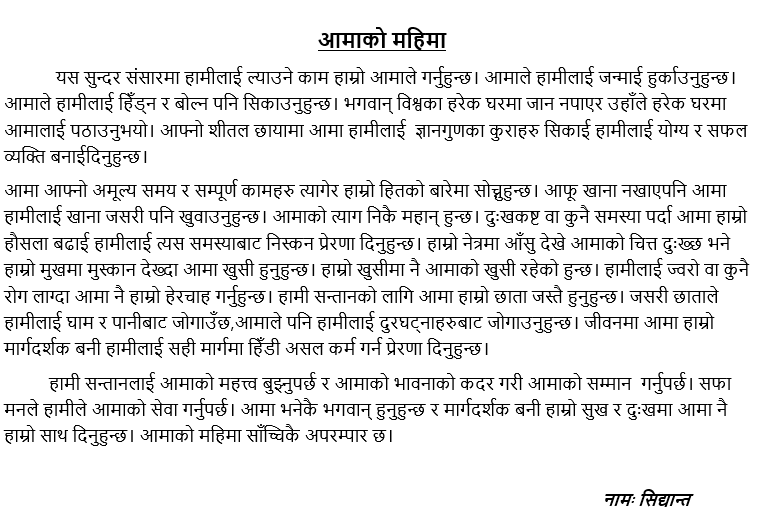 आमाको महिमा
यस सुन्दर संसारमा हामीलाई ल्याउने काम हाम्रो आमाले गर्नुहुन्छ। आमाले हामीलाई जन्माई हुर्काउनुहुन्छ।
आमाले हामीलाई हिँड्न र बोल्न पनि सिकाउनुहुन्छ। भगवान् विश्वका हरेक घरमा जान नपाएर उहाँले हरेक घरमा
आमालाई पठाउनुभयो। आफ्नो शीतल छायामा आमा हामीलाई ज्ञानगुणका कुराहरु सिकाई हामीलाई योग्य र सफल
व्यक्ति बनाईदिनुहुन्छ।
आमा आफ्नो अमूल्य समय र सम्पूर्ण कामहरु त्यागेर हाम्रो हितको बारेमा सोच्नुहुन्छ। आफू खाना नखाएपनि आमा
हामीलाई खाना जसरी पनि खुवाउनुहुन्छ। आमाको त्याग निकै महान् हुन्छ। दुःखकष्ट वा कुनै समस्या पर्दा आमा हाम्रो
हौसला बढाई हामीलाई त्यस समस्याबाट निस्कन प्रेरणा दिनुहुन्छ। हाम्रो नेत्रमा आँसु देखे आमाको चित्त दुःख्छ भने
हाम्रो मुखमा मुस्कान देख्दा आमा खुसी हुनुहुन्छ। हाम्रो खुसीमा नै आमाको खुसी रहेको हुन्छ। हामीलाई ज्वरो वा कुनै
रोग लाग्दा आमा नै हाम्रो हेरचाह गर्नुहुन्छ। हामी सन्तानको लागि आमा हाम्रो छाता जस्तै हुनुहुन्छ। जसरी छाताले
हामीलाई घाम र पानीबाट जोगाउँछ,आमाले पनि हामीलाई दुरघट्नाहरुबाट जोगाउनुहुन्छ। जीवनमा आमा हाम्रो
मार्गदर्शक बनी हामीलाई सही मार्गमा हिँडी असल कर्म गर्न प्रेरणा दिनुहुन्छ।
हामी सन्तानलाई आमाको महत्त्व बुझ्नुपर्छ र आमाको भावनाको कदर गरी आमाको सम्मान गर्नुपर्छ। सफा
मनले हामीले आमाको सेवा गर्नुपर्छ। आमा भनेकै भगवान् हुनुहुन्छ र मार्गदर्शक बनी हाम्रो सुख र दुःखमा आमा नै
हाम्रो साथ दिनुहुन्छ। आमाको महिमा साँच्चिकै अपरम्पार छ।
नामः सिद्यान्त